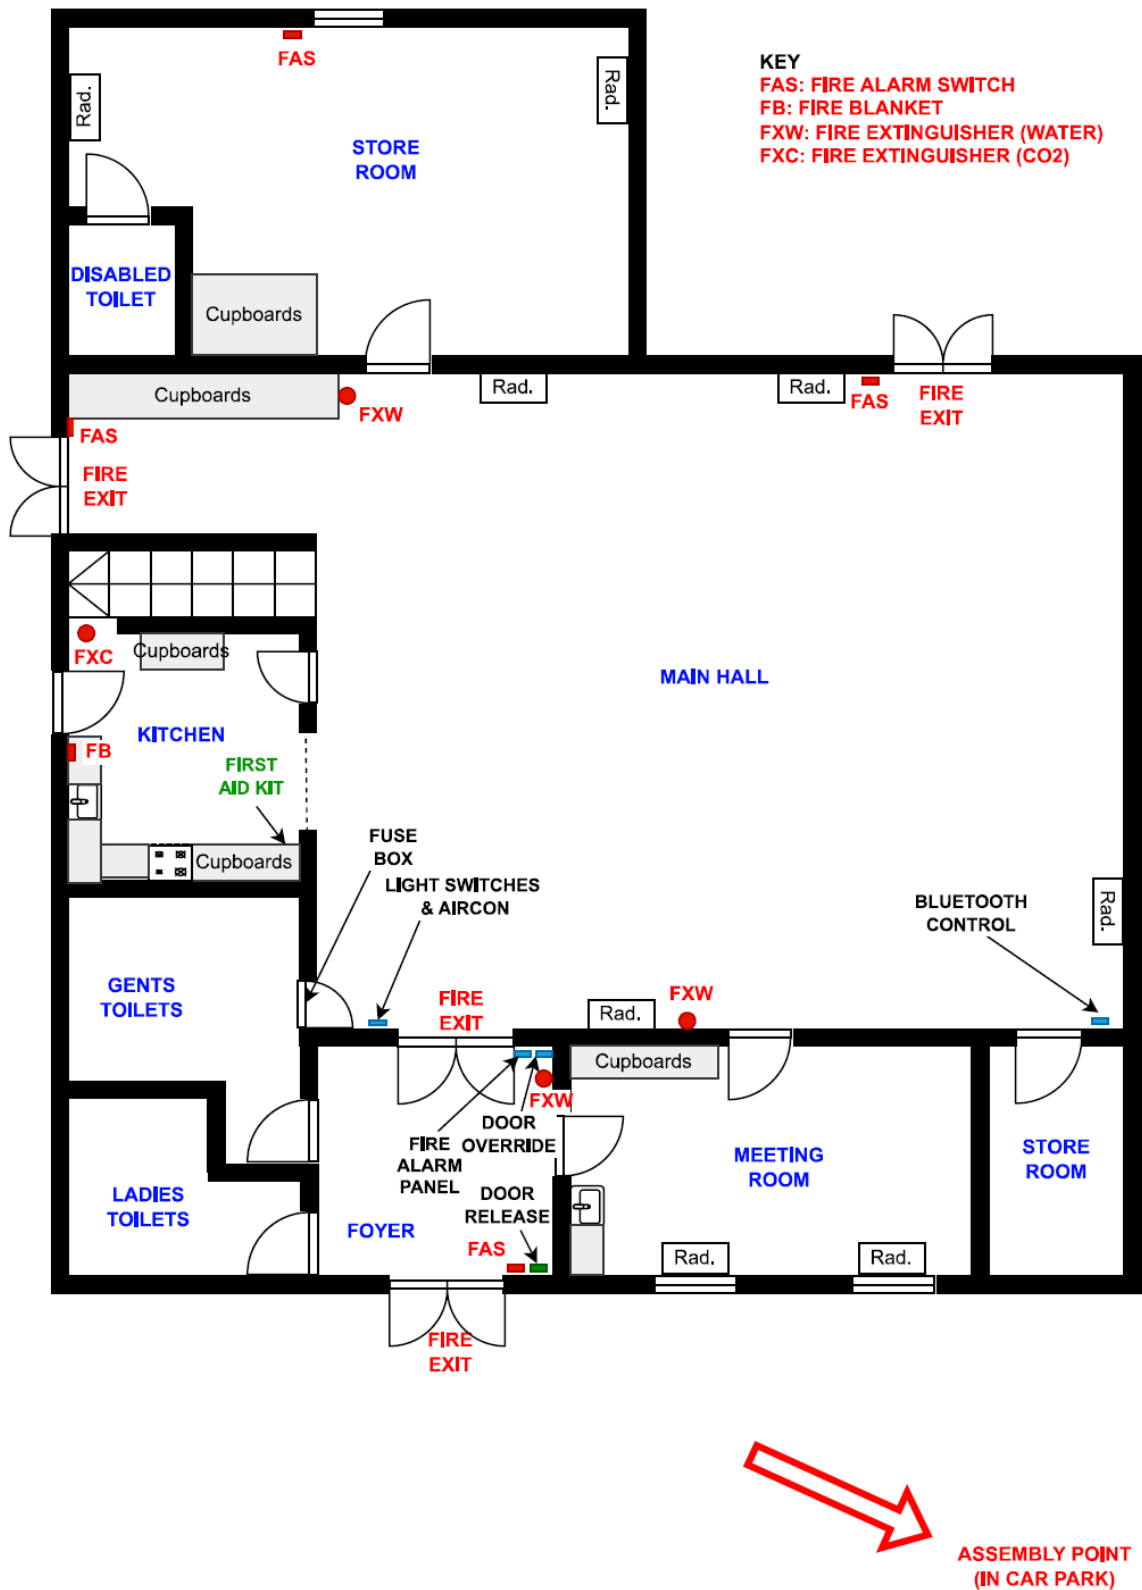 FAS
Rad.
Rad.
KEY
FAS: FIRE ALARM SWITCH
FB: FIRE BLANKET
FXW: FIRE EXTINGUISHER (WATER)
FXC: FIRE EXTINGUISHER (CO2)
STORE
ROOM
DISABLED
TOILET
Cupboards
Cupboards
FXW
Rad.
Rad.
FAS
FIRE
EXIT
FAS
FIRE
EXIT
FXC
Cupboards
MAIN HALL
KITCHEN
FB
FIRST
AID KIT
Cupboards
FUSE
BOX
LIGHT SWITCHES
& AIRCON
BLUETOOTH
CONTROL
Rad.
GENTS
TOILETS
FIRE
EXIT
Rad.
FXW
Cupboards
FXW
DOOR
OVERRIDE
FIRE
ALARM
PANEL
DOOR
RELEASE
MEETING
ROOM
STORE
ROOM
LADIES
TOILETS
FOYER
FAS
Rad.
Rad.
FIRE
EXIT
ASSEMBLY POINT
(IN CAR PARK)